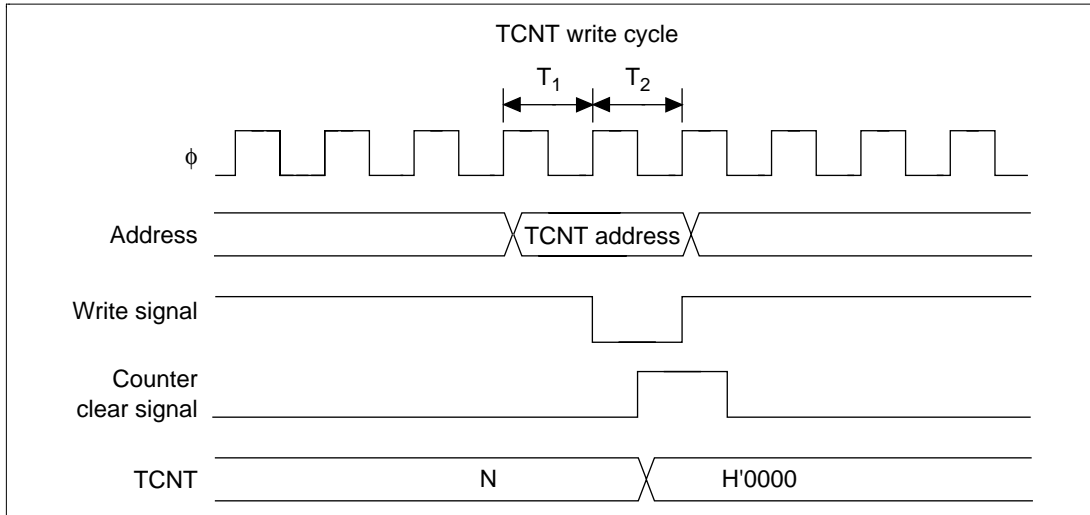 TCNT write cycle
T1 T2
ϕ
Address TCNT address
Write signal
Counter
clear signal
TCNT N H'0000